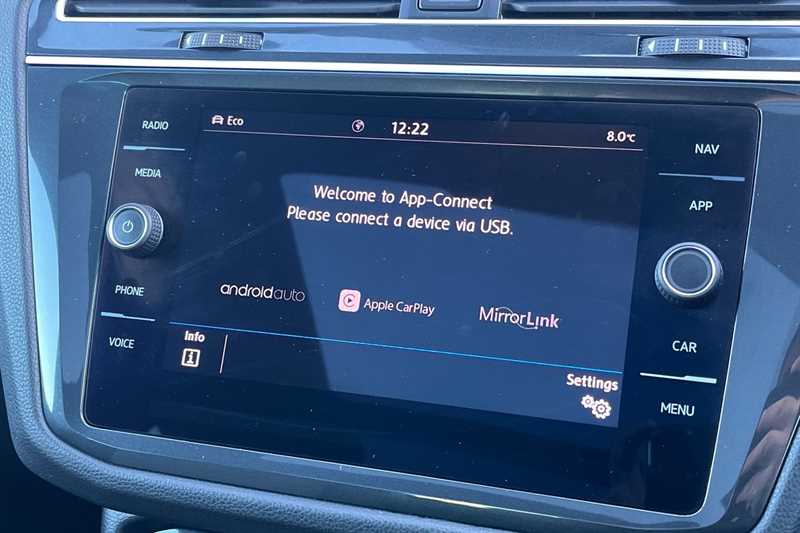 RADIO
MEDIA
PHONE
VOICE
Eco
12:22
8.0°C
Welcome to App-Connect
Please connect a device via USB.
androidauto
Apple CarPlay
MirrorLink
Info
Settings
NAV
APP
CAR
MENU